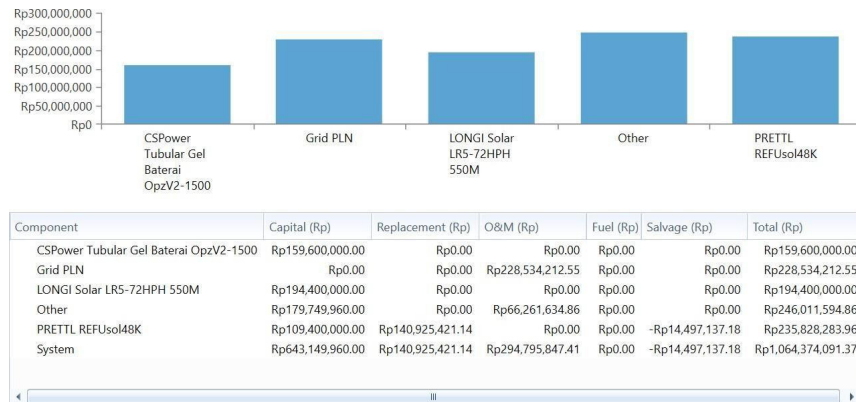 Rp300,000,000
Rp250,000,000
Rp200,000,000
Rp150,000,000
Rp100,000,000
Rp50,000,000
Rp0
CSPower
Tubular Gel
Baterai
OpzV2-1500
Grid PLN
LONGI Solar
LR5-72HPH
550M
Other
PRETTL
REFUsol48K
Component Capital (Rp) Replacement (Rp) O&M (Rp) Fuel (Rp) Salvage (Rp) Total (Rp)
CSPower Tubular Gel Baterai OpzV2-1500 Rp159,600,000.00 Rp0.00 Rp0.00 Rp0.00 Rp0.00 Rp159,600,000.00
Grid PLN Rp0.00 Rp0.00 Rp228,534,212.55 Rp0.00 Rp0.00 Rp228,534,212.55
LONGI Solar LR5-72HPH 550M Rp194,400,000.00 Rp0.00 Rp0.00 Rp0.00 Rp0.00 Rp194,400,000.00
Other Rp179,749,960.00 Rp0.00 Rp66,261,634.86 Rp0.00 Rp0.00 Rp246,011,594.86
PRETTL REFUsol48K Rp109,400,000.00 Rp140,925,421.14 Rp0.00 Rp0.00 -Rp14,497,137.18 Rp235,828,283.96
System Rp643,149,960.00 Rp140,925,421.14 Rp294,795,847.41 Rp0.00 -Rp14,497,137.18 Rp1,064,374,091.37